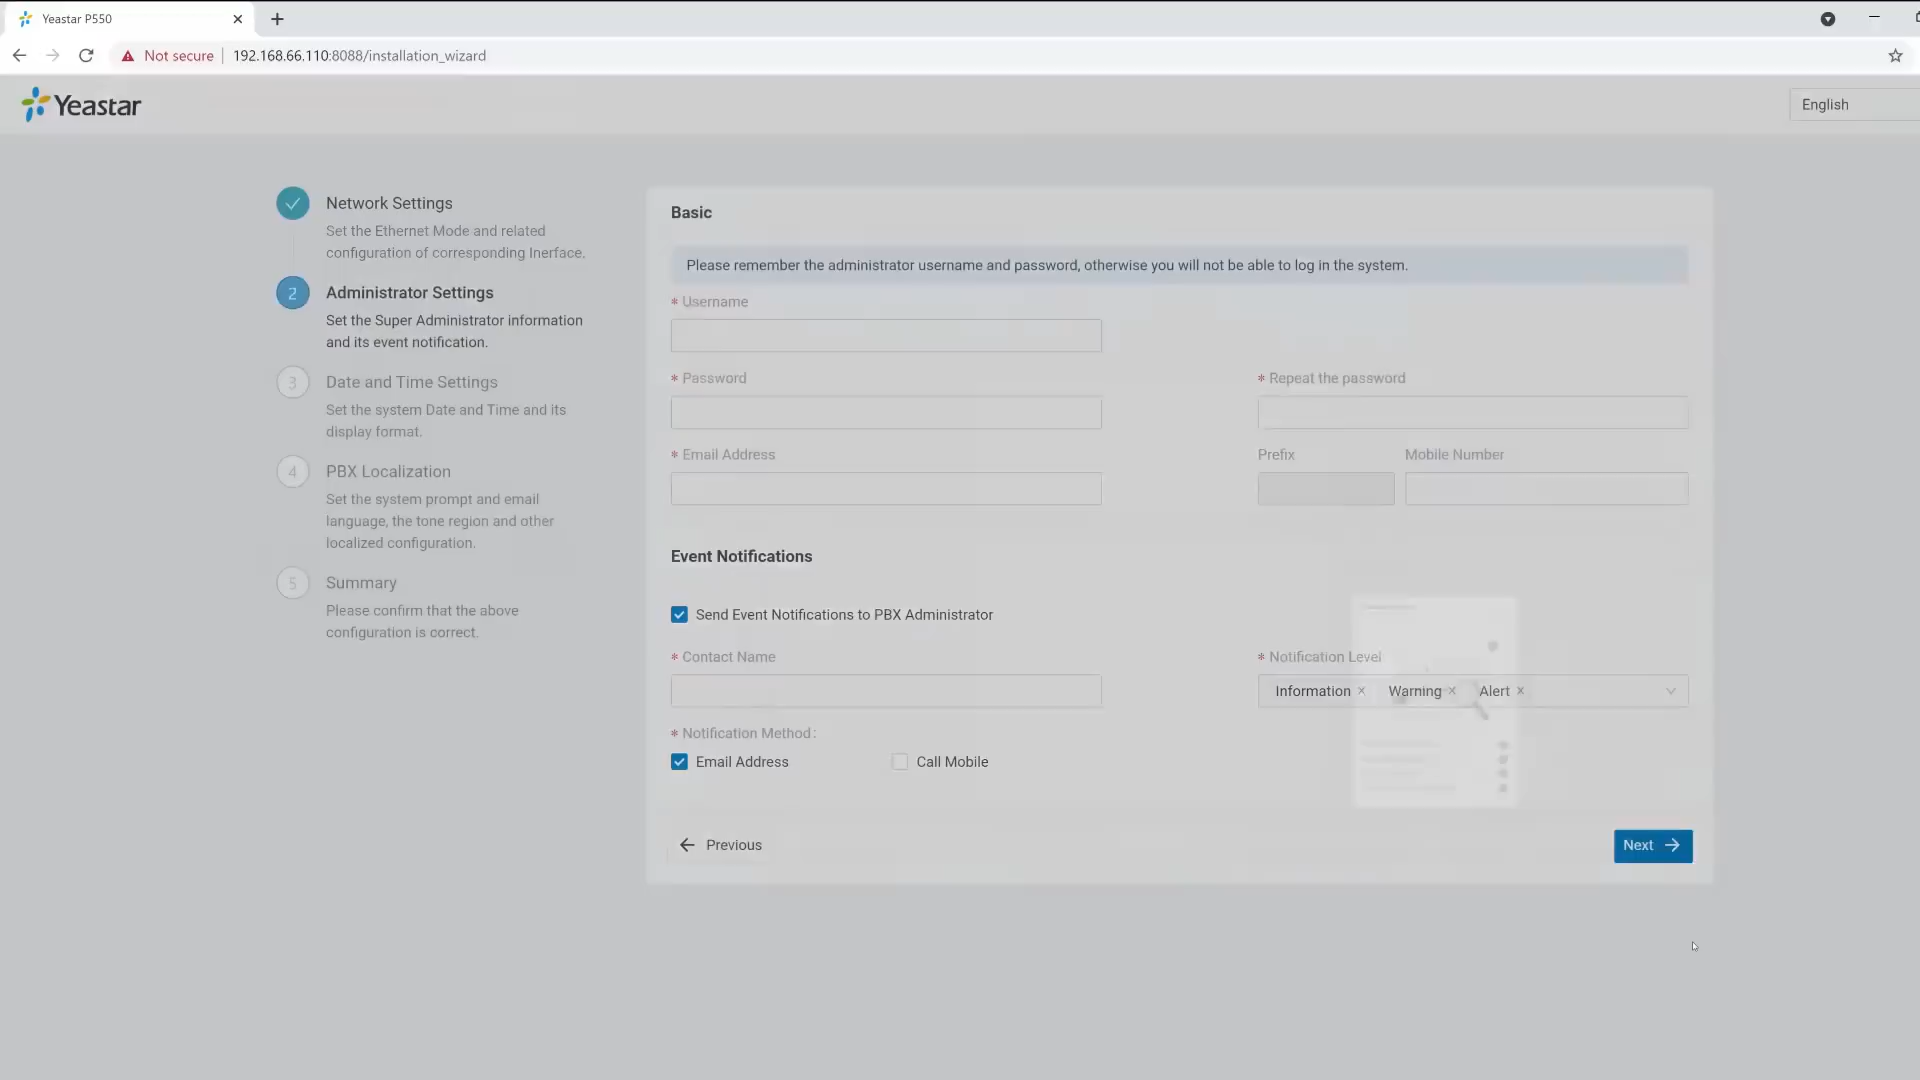 Yeastar P550
Not secure
192.168.66.110:8088/installation_wizard
Yeastar
English
Network Settings
Set the Ethernet Mode and related
configuration of corresponding Inerface.
2
Administrator Settings
Set the Super Administrator information
and its event notification.
3
Date and Time Settings
Set the system Date and Time and its
display format.
4
PBX Localization
Set the system prompt and email
language, the tone region and other
localized configuration.
5
Summary
Please confirm that the above
configuration is correct.
Basic
Please remember the administrator username and password, otherwise you will not be able to log in the system.
* Username
* Password
* Repeat the password
* Email Address
Prefix
Mobile Number
Event Notifications
Send Event Notifications to PBX Administrator
* Contact Name
* Notification Level
Information × Warning × Alert ×
* Notification Method:
Email Address
Call Mobile
Previous
Next